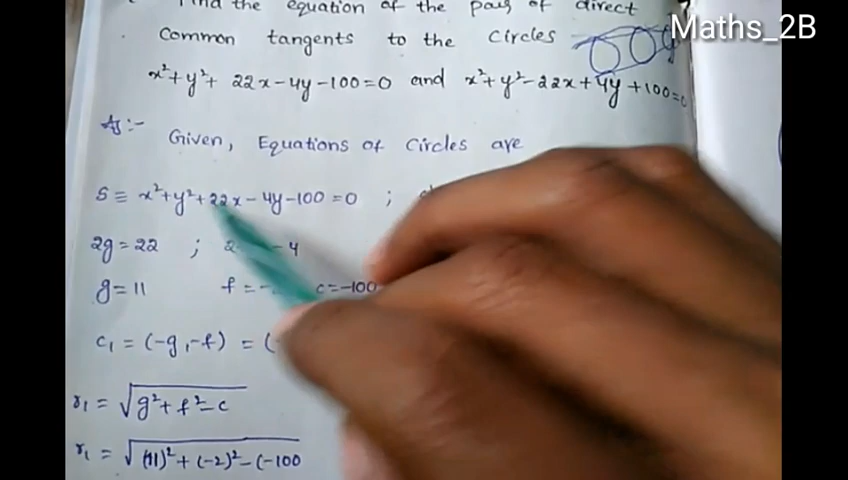 Find the equation of the pair of direct
common tangents to the circles
Maths_2B
x²+y²+22x-4y-100=0 and x²+y²-22x+4y+100=0
Given, Equations of circles are
S ≡ x²+y²+22x-4y-100=0 ;
2g=22 ; 2 -4
g=11 f=- c=-100
c₁ = (-g,-f) = (
r₁ = √g²+f²-c
r₁ = √(11)²+(-2)²-(-100